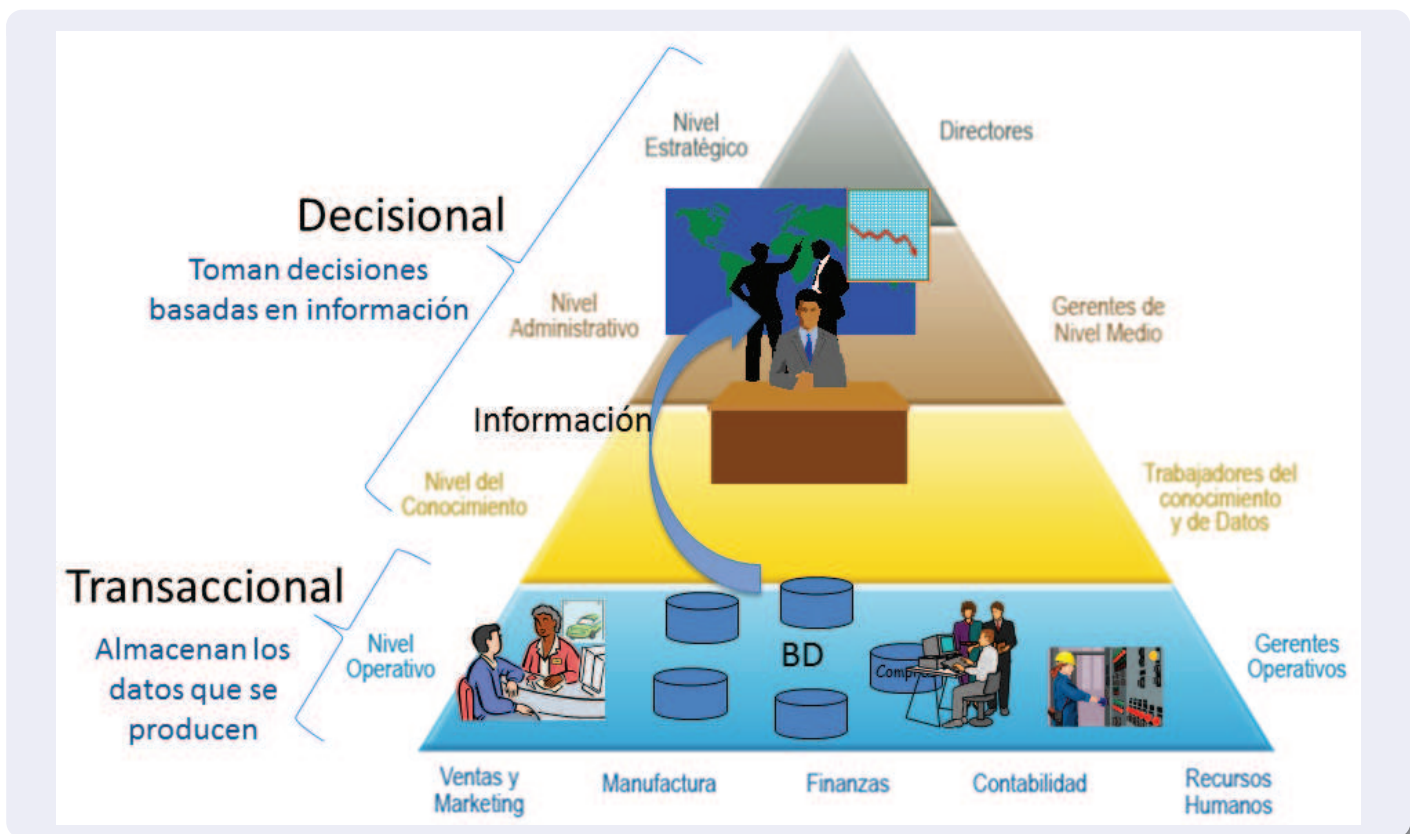 Nivel
Estratégico
Directores
Decisional
Toman decisiones
basadas en información
Nivel
Administrativo
Gerentes de
Nivel Medio
Información
Nivel del
Conocimiento
Trabajadores del
conocimiento
y de Datos
Transaccional
Almacenan los
datos que se
producen
Nivel
Operativo
BD
Gerentes
Operativos
Ventas y
Marketing
Manufactura
Finanzas
Contabilidad
Recursos
Humanos